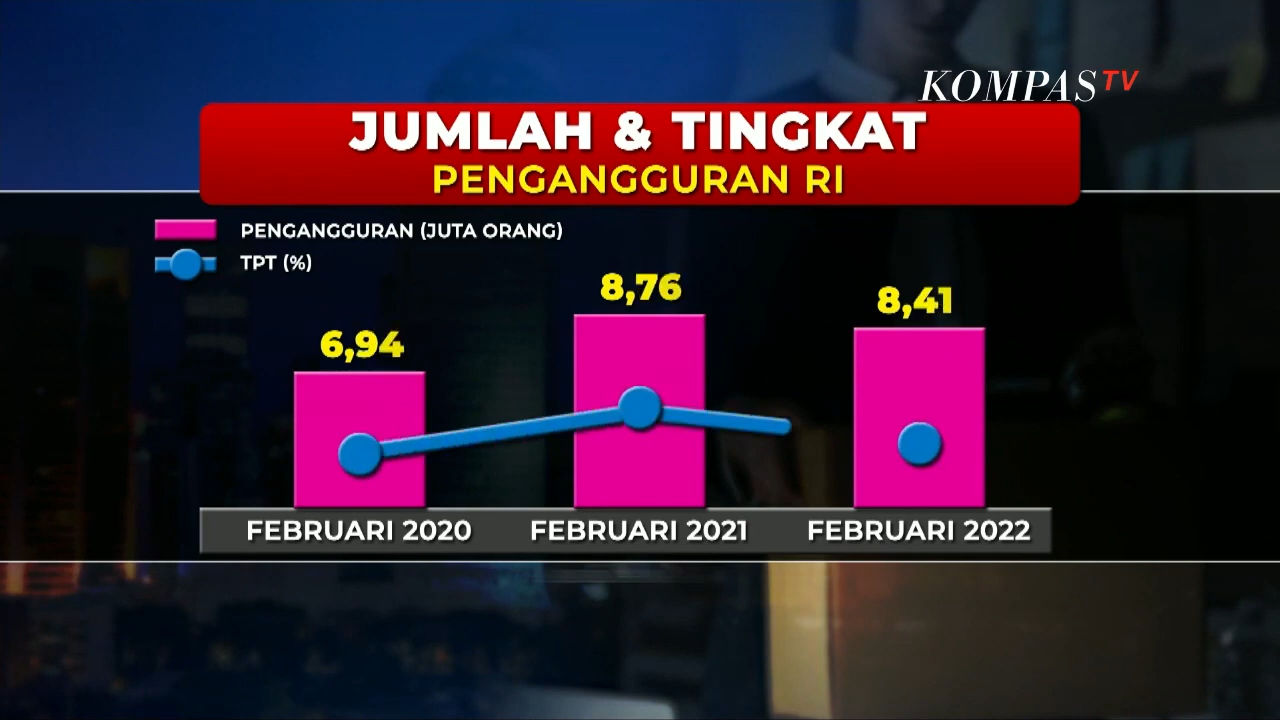 KOMPASTV
JUMLAH & TINGKAT
PENGANGGURAN RI
PENGANGGURAN (JUTA ORANG)
TPT (%)
6,94
8,76
8,41
FEBRUARI 2020
FEBRUARI 2021
FEBRUARI 2022